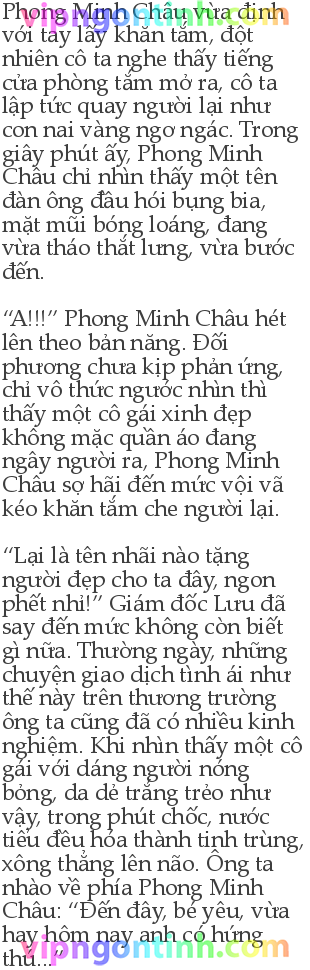 Phong Minh Châu vừa định
với tay lấy khăn tắm, đột
nhiên cô ta nghe thấy tiếng
cửa phòng tắm mở ra, cô ta
lập tức quay người lại như
con nai vàng ngơ ngác. Trong
giây phút ấy, Phong Minh
Châu chỉ nhìn thấy một tên
đàn ông đầu hói bụng bia,
mặt mũi bóng loáng, đang
vừa tháo thắt lưng, vừa bước
đến.
“A!!!” Phong Minh Châu hét
lên theo bản năng. Đối
phương chưa kịp phản ứng,
chỉ vô thức ngước nhìn thì
thấy một cô gái xinh đẹp
không mặc quần áo đang
ngây người ra, Phong Minh
Châu sợ hãi đến mức vội vã
kéo khăn tắm che người lại.
“Lại là tên nhãi nào tặng
người đẹp cho ta đây, ngon
phết nhỉ!” Giám đốc Lưu đã
say đến mức không còn biết
gì nữa. Thường ngày, những
chuyện giao dịch tình ái như
thế này trên thương trường
ông ta cũng đã có nhiều kinh
nghiệm. Khi nhìn thấy một cô
gái với dáng người nóng
bỏng, da dẻ trắng trẻo như
vậy, trong phút chốc, nước
tiểu đều hóa thành tinh trùng,
xông thẳng lên não. Ông ta
nhào về phía Phong Minh
Châu: “Đến đây, bé yêu, vừa
hay hôm nay anh có hứng
thú...”
vipngontinh.com
vipngontinh.com